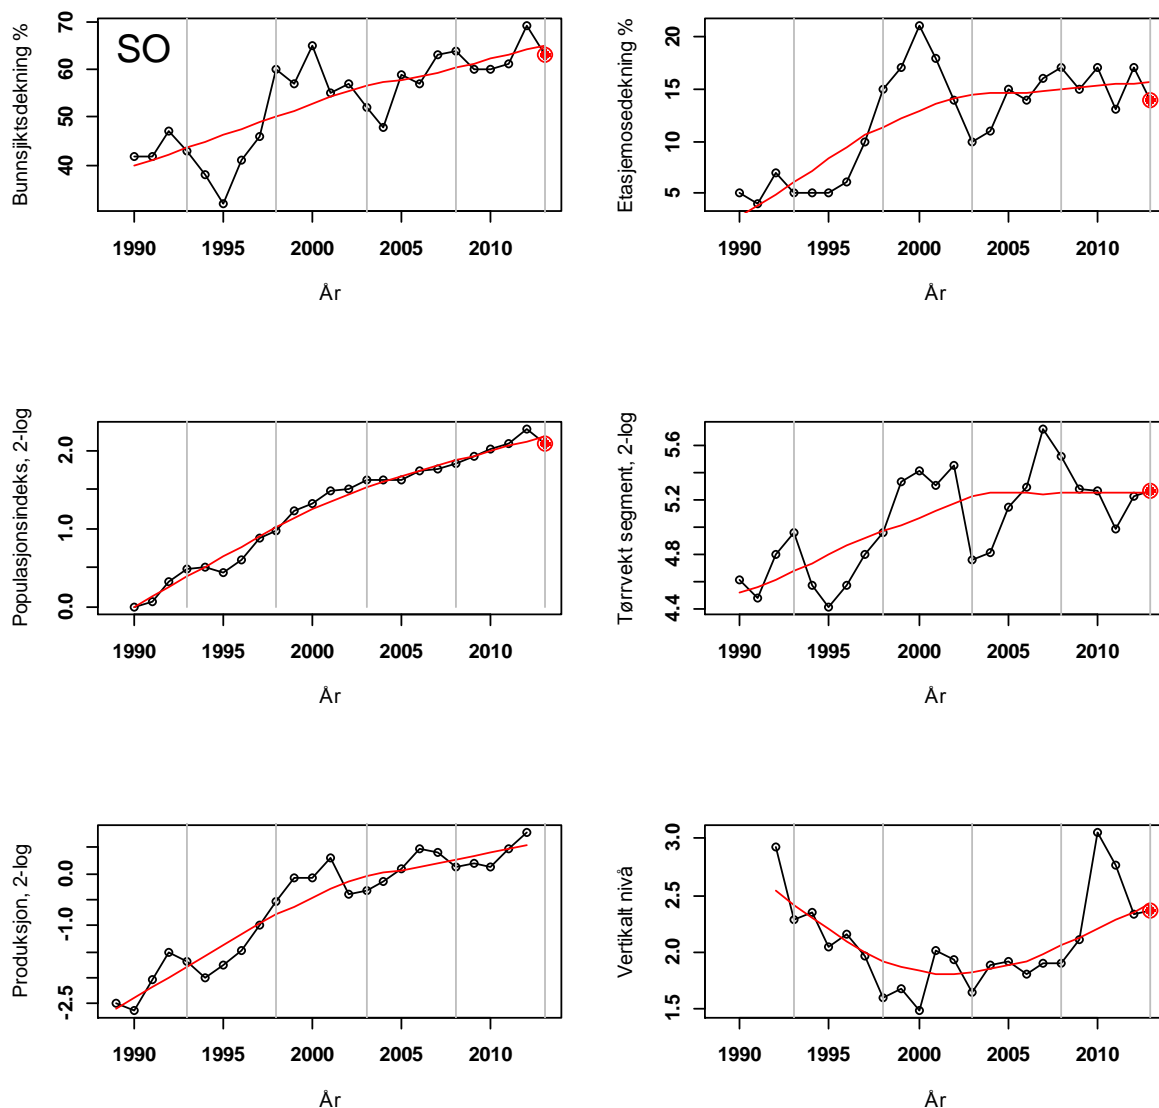 SO
Bunnsjiktsdekning %
70
60
50
40
1990 1995 2000 2005 2010
År
Etasjemosedekning %
20
15
10
5
1990 1995 2000 2005 2010
År
Populasjonsindeks, 2-log
2.0
1.0
0.0
1990 1995 2000 2005 2010
År
Tørrvekt segment, 2-log
5.6
5.2
4.8
4.4
1990 1995 2000 2005 2010
År
Produksjon, 2-log
0.0
-1.0
-2.5
1990 1995 2000 2005 2010
År
Vertikalt nivå
3.0
2.5
2.0
1.5
1990 1995 2000 2005 2010
År